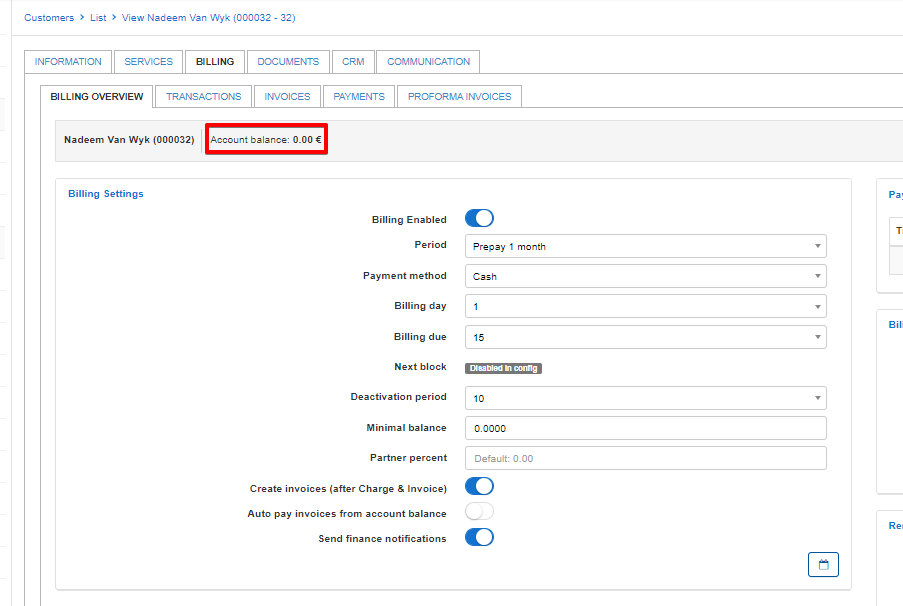 Customers > List > View Nadeem Van Wyk (000032 - 32)
INFORMATION SERVICES BILLING DOCUMENTS CRM COMMUNICATION
BILLING OVERVIEW TRANSACTIONS INVOICES PAYMENTS PROFORMA INVOICES
Nadeem Van Wyk (000032) Account balance: 0.00 €
Billing Settings
Billing Enabled
Period Prepay 1 month
Payment method Cash
Billing day 1
Billing due 15
Next block Disabled in config
Deactivation period 10
Minimal balance 0.0000
Partner percent Default: 0.00
Create invoices (after Charge & Invoice)
Auto pay invoices from account balance
Send finance notifications